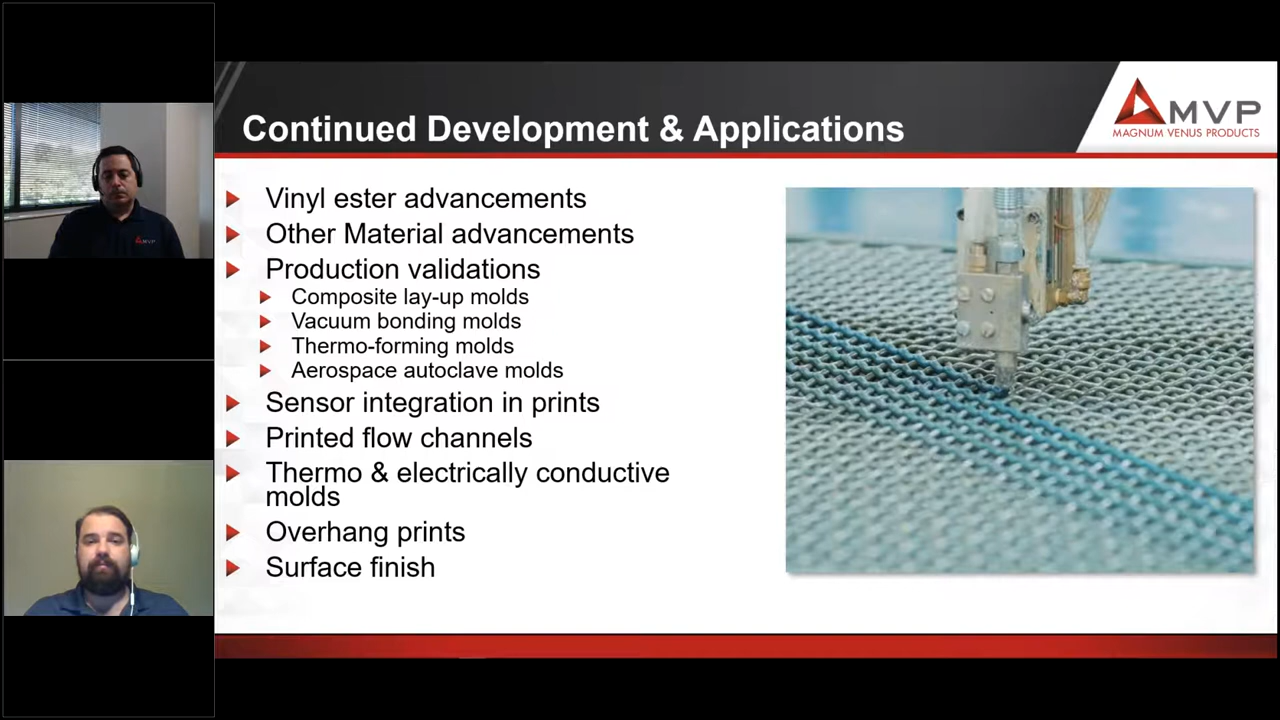 Continued Development & Applications
MVP
MAGNUM VENUS PRODUCTS
Vinyl ester advancements
Other Material advancements
Production validations
Composite lay-up molds
Vacuum bonding molds
Thermo-forming molds
Aerospace autoclave molds
Sensor integration in prints
Printed flow channels
Thermo & electrically conductive
molds
Overhang prints
Surface finish
MVP